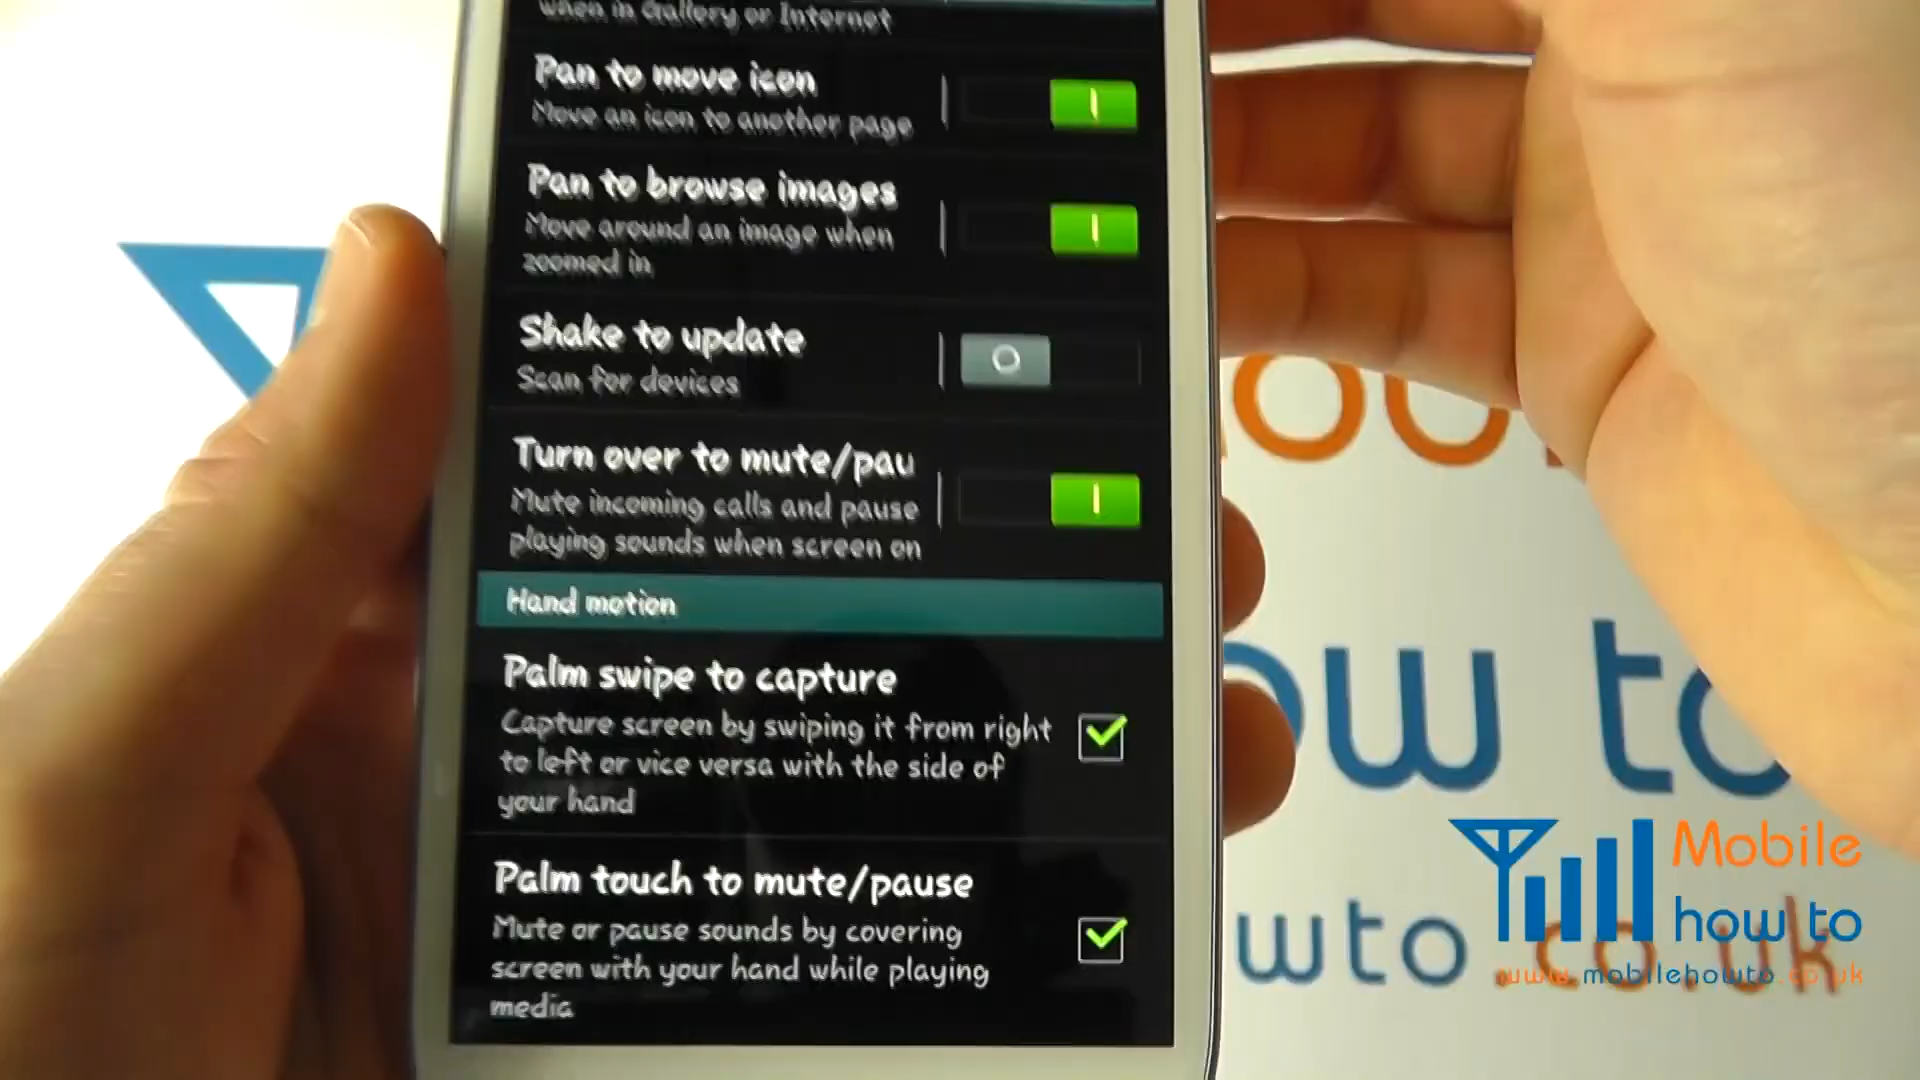 when in Gallery or Internet
Pan to move icon
Move an icon to another page
Pan to browse images
Move around an image when
zoomed in
Shake to update
Scan for devices
Turn over to mute/pau
Mute incoming calls and pause
playing sounds when screen on
Hand motion
Palm swipe to capture
Capture screen by swiping it from right
to left or vice versa with the side of
your hand
Palm touch to mute/pause
Mute or pause sounds by covering
screen with your hand while playing
media
ow to
wto.co.uk
Mobile
how to
www.mobilehowto.co.uk